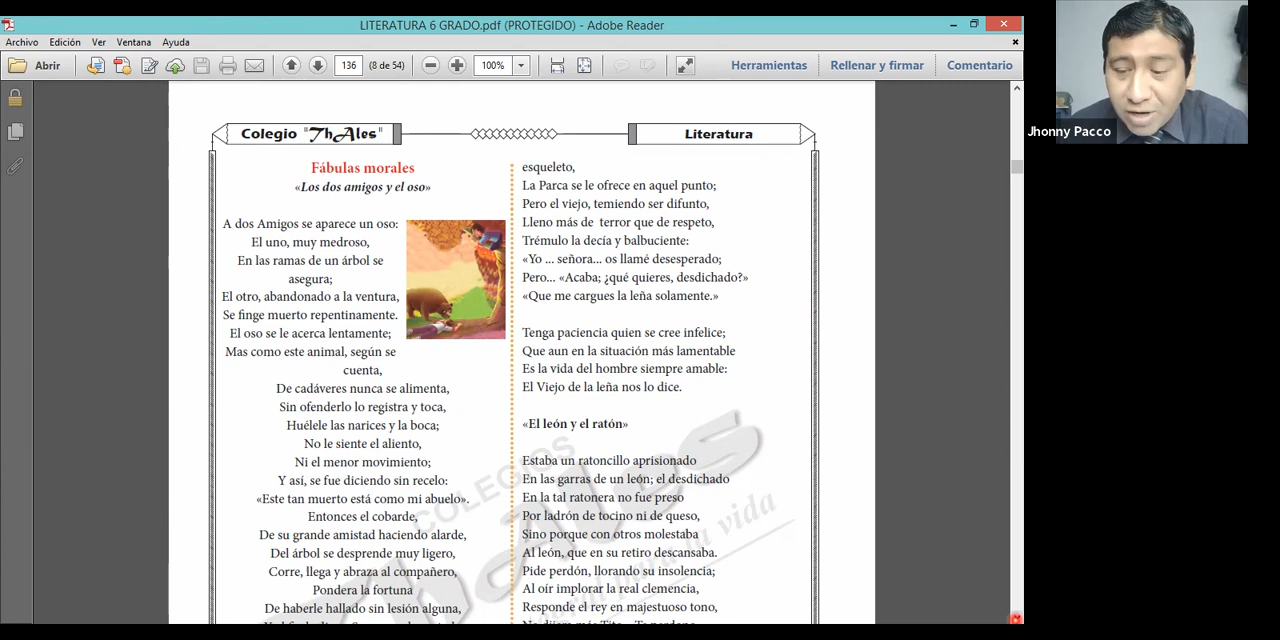 LITERATURA 6 GRADO.pdf (PROTEGIDO) - Adobe Reader
Archivo Edición Ver Ventana Ayuda
Abrir 136 (8 de 54) 100% Herramientas Rellenar y firmar Comentario
Colegio "ThAles"
Literatura
Fábulas morales
«Los dos amigos y el oso»
A dos Amigos se aparece un oso:
El uno, muy medroso,
En las ramas de un árbol se
asegura;
El otro, abandonado a la ventura,
Se finge muerto repentinamente.
El oso se le acerca lentamente;
Mas como este animal, según se
cuenta,
De cadáveres nunca se alimenta,
Sin ofenderlo lo registra y toca,
Huélele las narices y la boca;
No le siente el aliento,
Ni el menor movimiento;
Y así, se fue diciendo sin recelo:
«Este tan muerto está como mi abuelo».
Entonces el cobarde,
De su grande amistad haciendo alarde,
Del árbol se desprende muy ligero,
Corre, llega y abraza al compañero,
Pondera la fortuna
De haberle hallado sin lesión alguna,
esqueleto,
La Parca se le ofrece en aquel punto;
Pero el viejo, temiendo ser difunto,
Lleno más de terror que de respeto,
Trémulo la decía y balbuciente:
«Yo ... señora... os llamé desesperado;
Pero... «Acaba; ¿qué quieres, desdichado?»
«Que me cargues la leña solamente.»
Tenga paciencia quien se cree infelice;
Que aun en la situación más lamentable
Es la vida del hombre siempre amable:
El Viejo de la leña nos lo dice.
«El león y el ratón»
Estaba un ratoncillo aprisionado
En las garras de un león; el desdichado
En la tal ratonera no fue preso
Por ladrón de tocino ni de queso,
Sino porque con otros molestaba
Al león, que en su retiro descansaba.
Pide perdón, llorando su insolencia;
Al oír implorar la real clemencia,
Responde el rey en majestuoso tono,
COLEGIOS
ThAles
para la vida
Jhonny Pacco